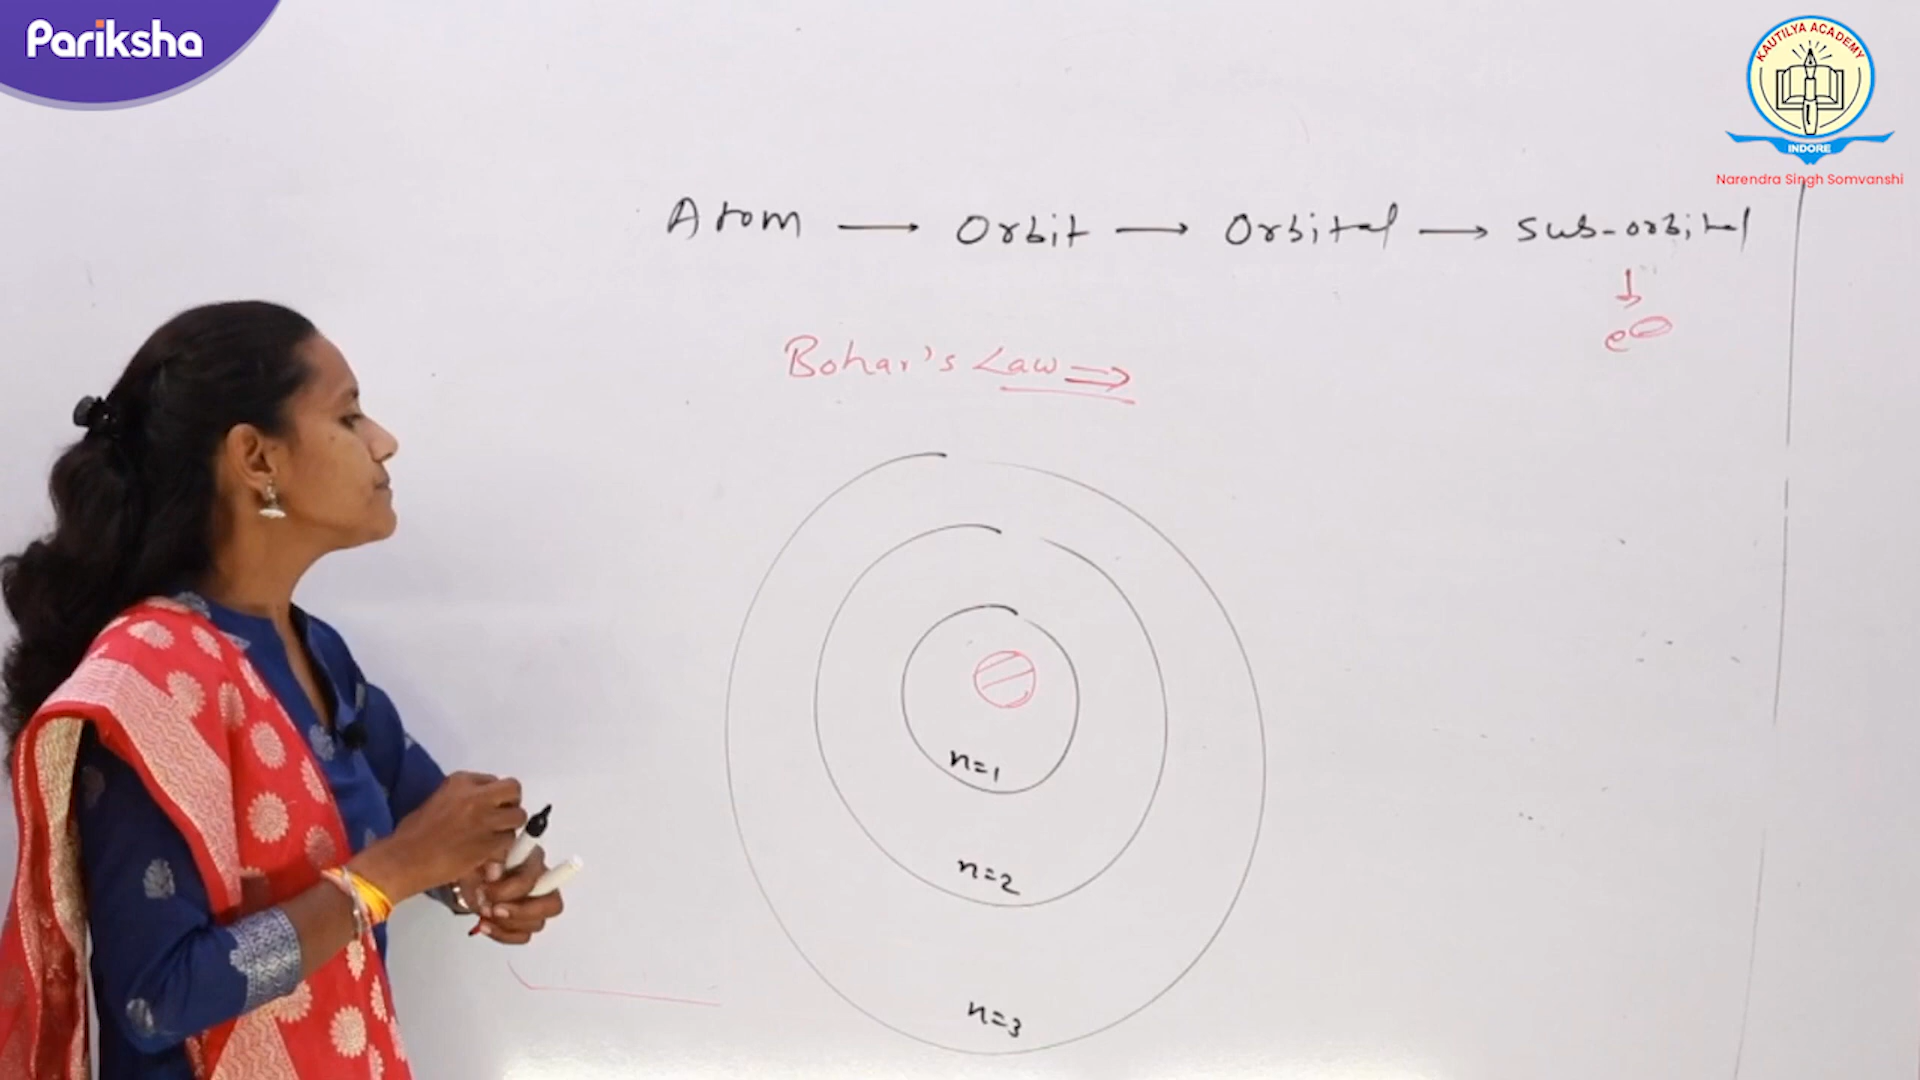 Pariksha
KAUTILYA ACADEMY
INDORE
Narendra Singh Somvanshi
Atom → Orbit → Orbital → Sub-orbital
↓
e⊖
Bohar's Law ⇒
n=1
n=2
n=3